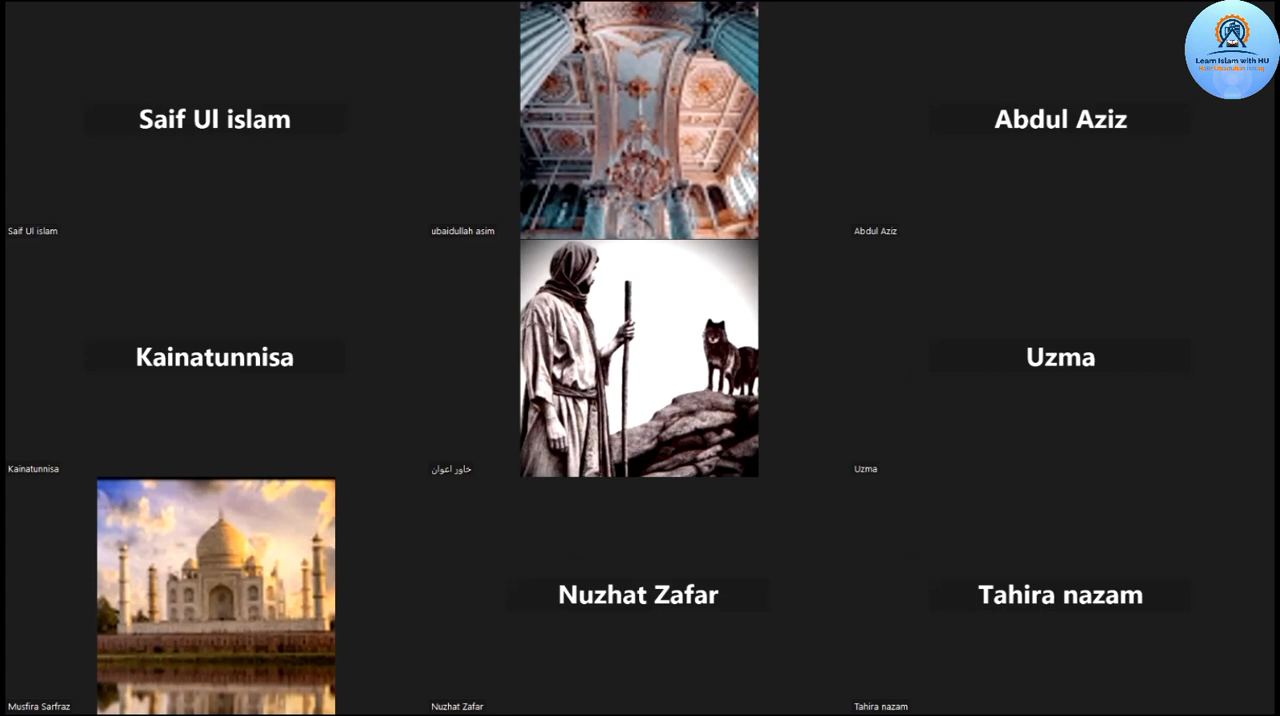 Learn Islam with HU
Saif Ul islam
Abdul Aziz
Saif Ul islam
ubaidullah asim
Abdul Aziz
Kainatunnisa
Uzma
Kainatunnisa
خاور اعوان
Uzma
Nuzhat Zafar
Tahira nazam
Musfira Sarfraz
Nuzhat Zafar
Tahira nazam